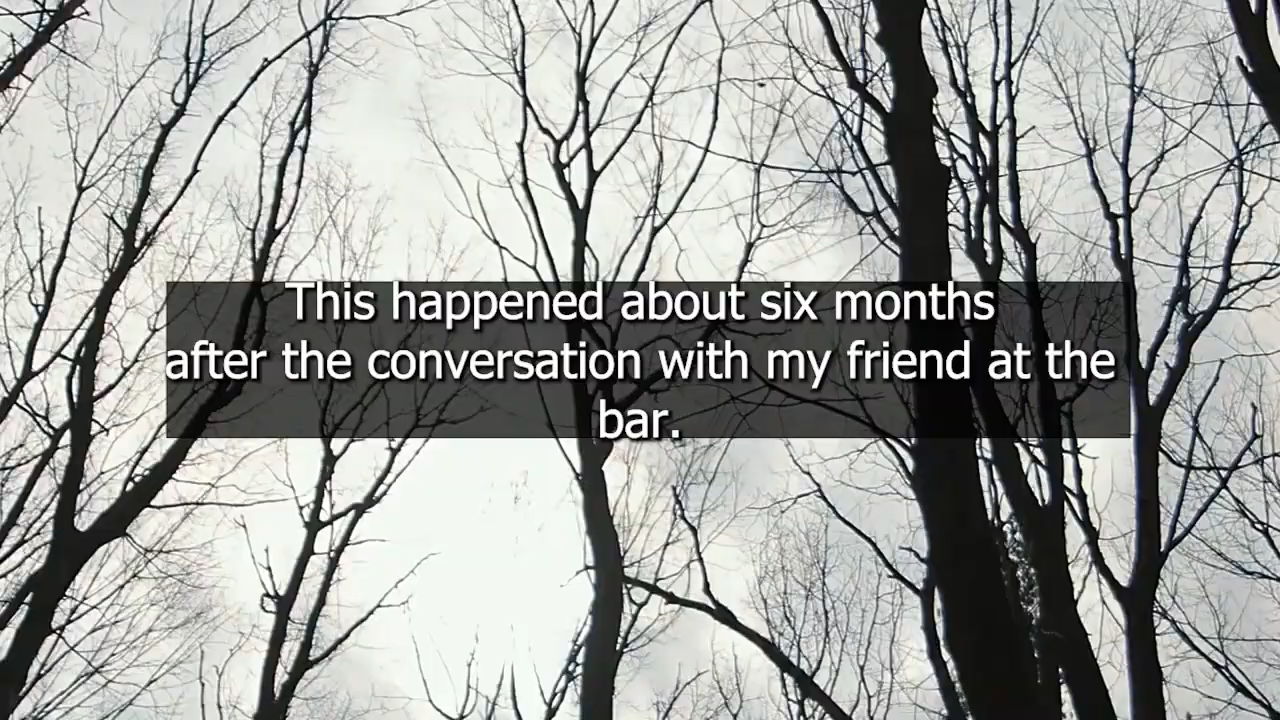 This happened about six months
after the conversation with my friend at the
bar.